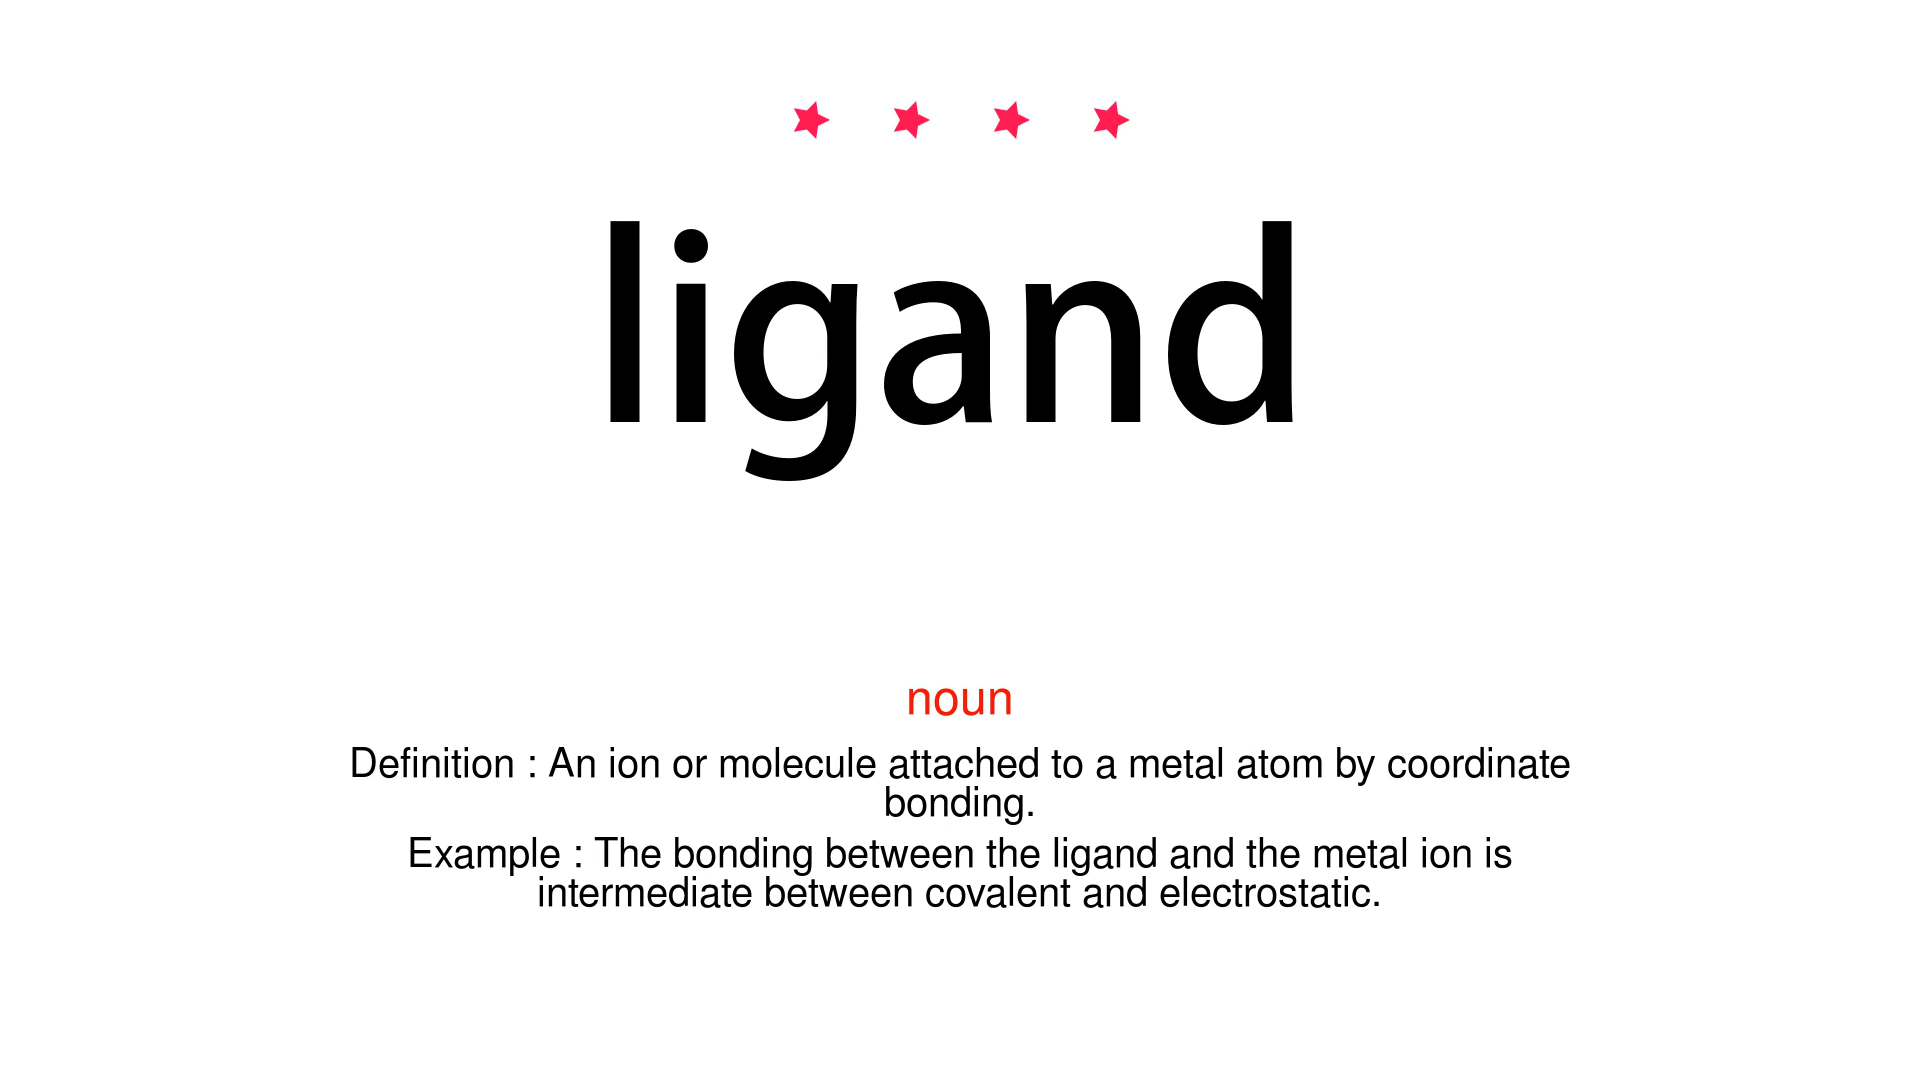 ligand
noun
Definition : An ion or molecule attached to a metal atom by coordinate
bonding.
Example : The bonding between the ligand and the metal ion is
intermediate between covalent and electrostatic.